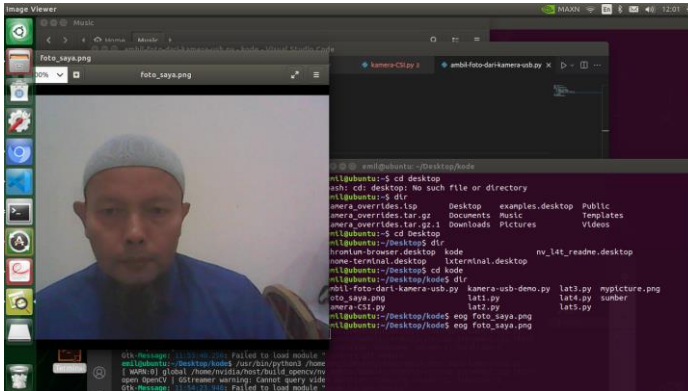 Image Viewer
MAXN
En
12:01
Music
Home
Music
foto_saya.png
foto_saya.png
kamera-CSI.py 3
ambil-foto-dari-kamera-usb.py
emil@ubuntu: ~/Desktop/kode
emil@ubuntu:~$ cd desktop
bash: cd: desktop: No such file or directory
emil@ubuntu:~$ dir
camera_overrides.isp Desktop examples.desktop Public
camera_overrides.tar.gz Documents Music Templates
camera_overrides.tar.gz.1 Downloads Pictures Videos
emil@ubuntu:~$ cd Desktop
emil@ubuntu:~/Desktop$ dir
chromium-browser.desktop kode nv_l4t_readme.desktop
gnome-terminal.desktop lxterminal.desktop
emil@ubuntu:~/Desktop$ cd kode
emil@ubuntu:~/Desktop/kode$ dir
ambil-foto-dari-kamera-usb.py kamera-usb-demo.py lat3.py mypicture.png
foto_saya.png lat1.py lat4.py sumber
kamera-CSI.py lat2.py lat5.py
emil@ubuntu:~/Desktop/kode$ eog foto_saya.png
emil@ubuntu:~/Desktop/kode$ eog foto_saya.png
Failed to load module "
emil@ubuntu:~/Desktop/kode$ /usr/bin/python3 /home
[ WARN:0] global /home/nvidia/host/build_opencv/nv
open OpenCV | GStreamer warning: Cannot query vide
Gtk-Message: Failed to load module "